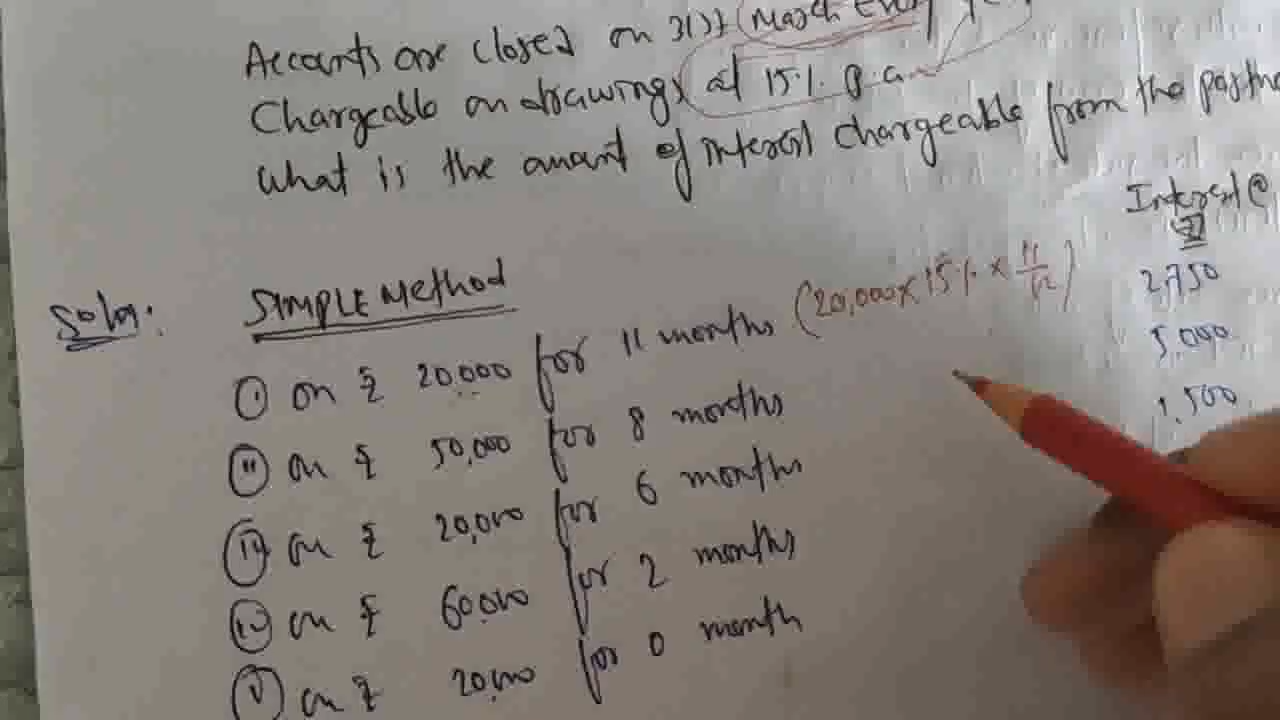 Accounts are closed on 31st March every
Chargeable on drawings at 15% p.a
What is the amount of interest chargeable from the partne
Interest @
Soln:
SIMPLE Method
(i) on ₹ 20,000 for 11 months (20,000 × 15% × 11/12)
2,750
(ii) on ₹ 50,000 for 8 months
5,000
(iii) on ₹ 20,000 for 6 months
1,500
(iv) on ₹ 60,000 for 2 months
(v) on ₹ 20,000 for 0 month